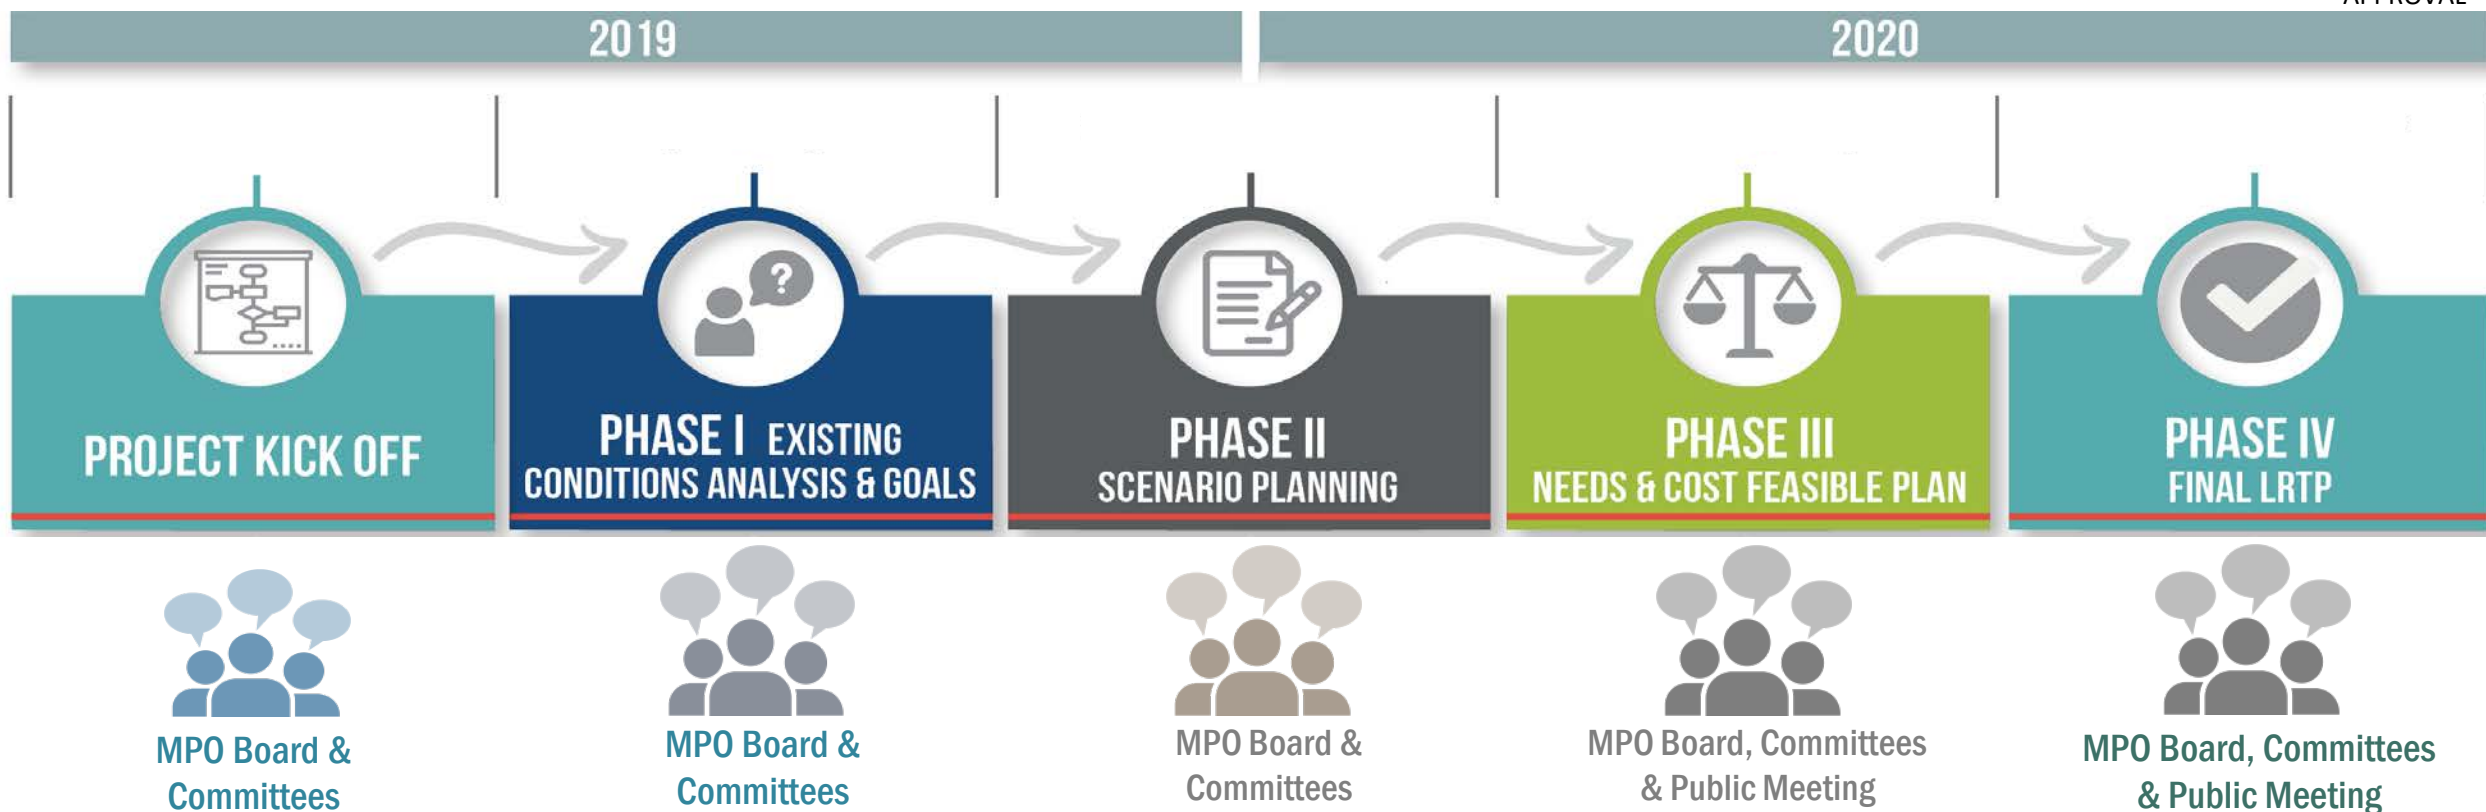 APPROVAL
2019
2020
PROJECT KICK OFF
PHASE I EXISTING
CONDITIONS ANALYSIS & GOALS
PHASE II
SCENARIO PLANNING
PHASE III
NEEDS & COST FEASIBLE PLAN
PHASE IV
FINAL LRTP
?
MPO Board &
Committees
MPO Board &
Committees
MPO Board &
Committees
MPO Board, Committees
& Public Meeting
MPO Board, Committees
& Public Meeting